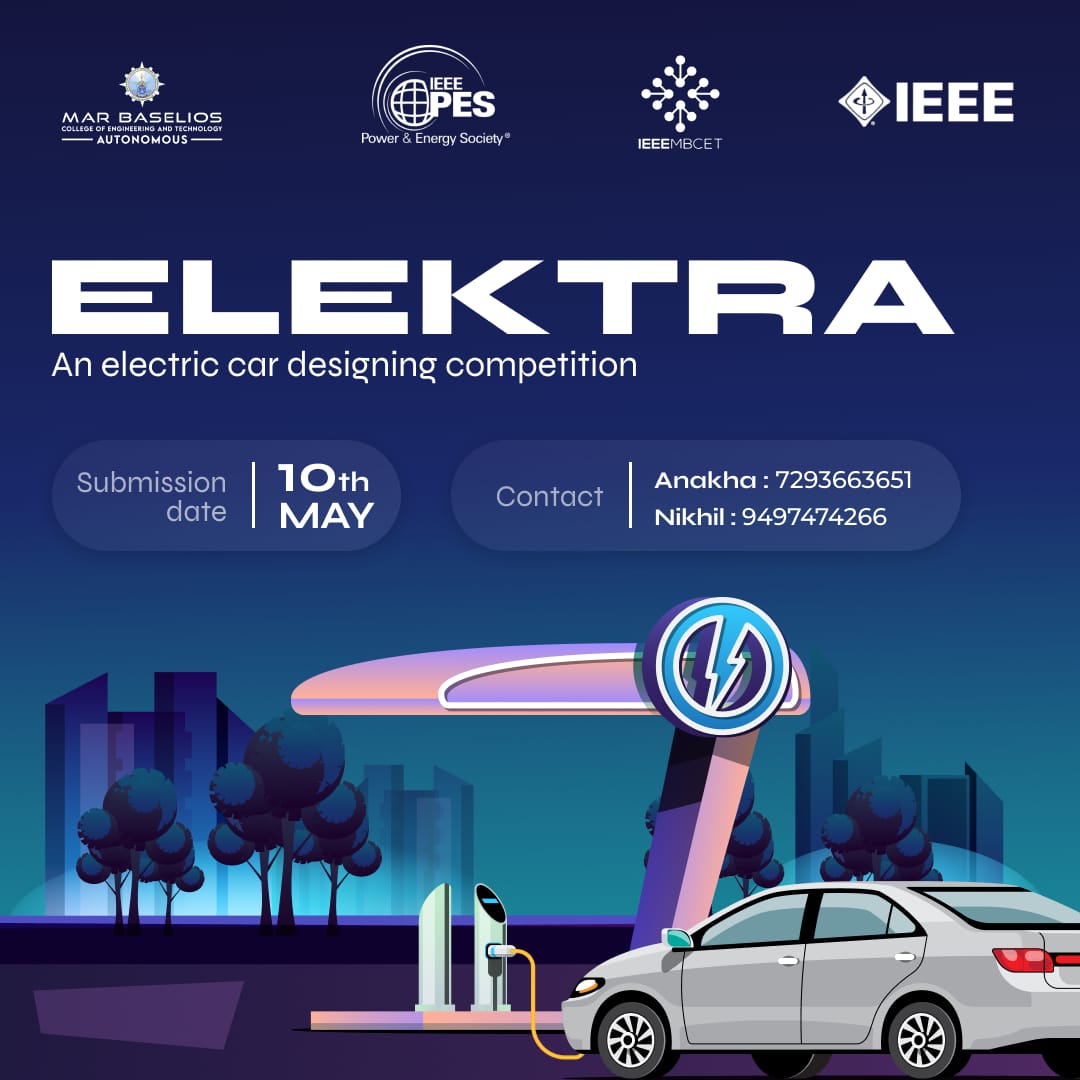 MAR BASELIOS
COLLEGE OF ENGINEERING AND TECHNOLOGY
AUTONOMOUS
IEEE
PES
Power & Energy Society®
IEEEMBCET
IEEE
ELEKTRA
An electric car designing competition
Submission
date
10th
MAY
Contact
Anakha : 7293663651
Nikhil : 9497474266